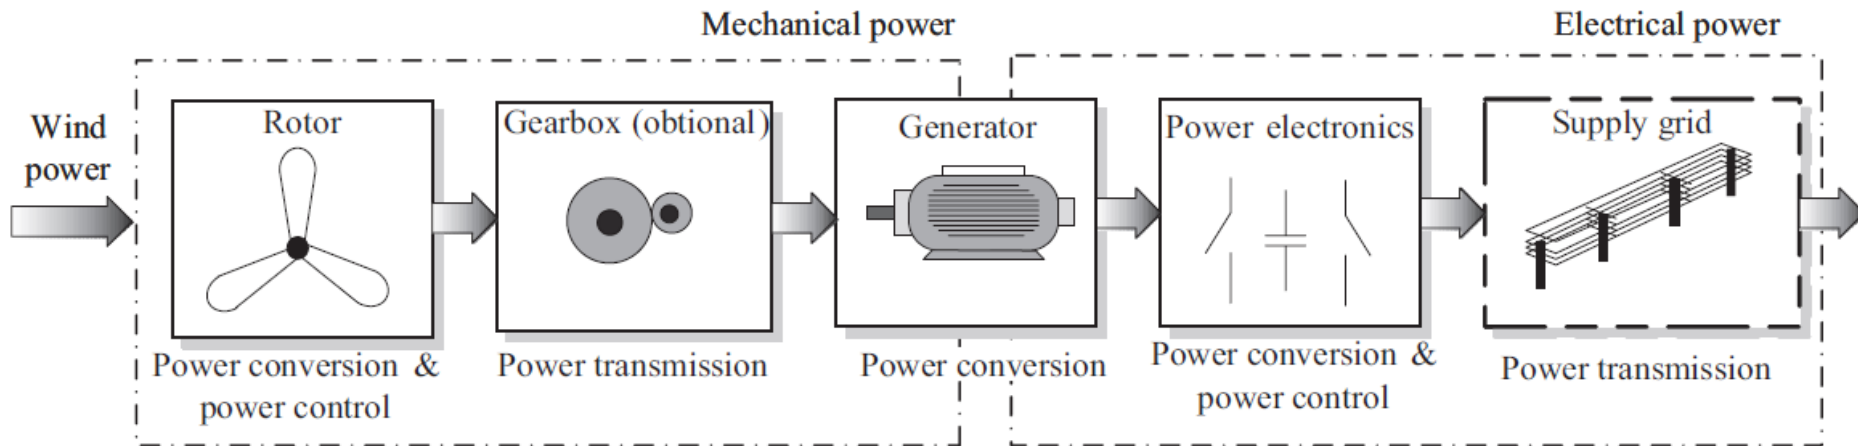 Mechanical power
Electrical power
Wind
power
Rotor
Gearbox (obtional)
Generator
Power electronics
Supply grid
Power conversion &
power control
Power transmission
Power conversion
Power conversion &
power control
Power transmission